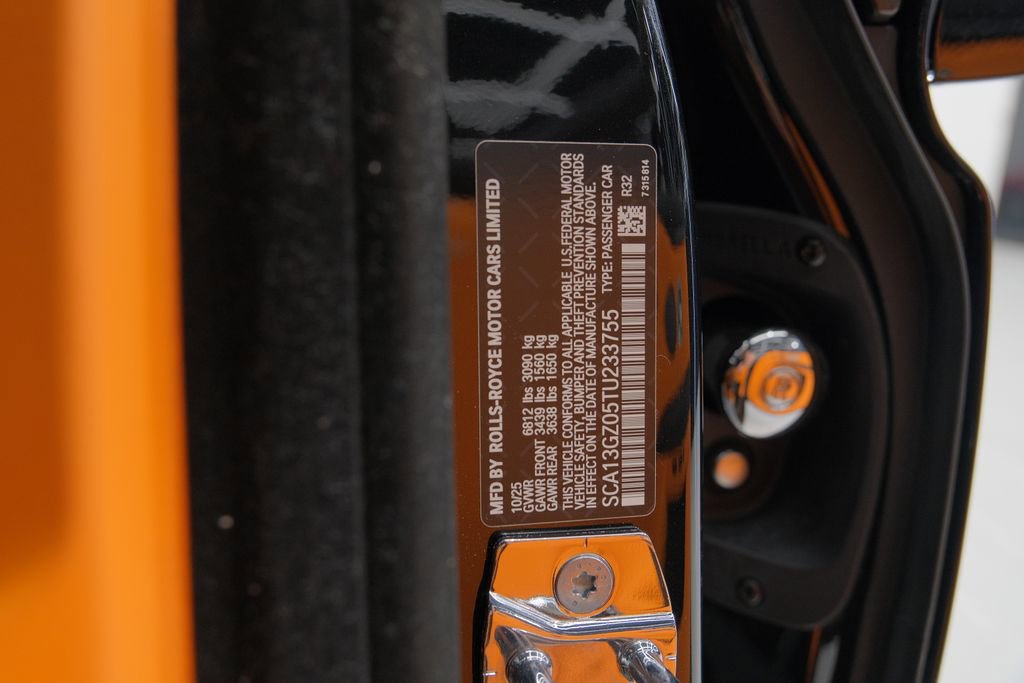 MFD BY ROLLS-ROYCE MOTOR CARS LIMITED
10/25
GVWR 6812 lbs 3090 kg
GAWR FRONT 3439 lbs 1560 kg
GAWR REAR 3638 lbs 1650 kg
THIS VEHICLE CONFORMS TO ALL APPLICABLE U.S.FEDERAL MOTOR
VEHICLE SAFETY, BUMPER AND THEFT PREVENTION STANDARDS
IN EFFECT ON THE DATE OF MANUFACTURE SHOWN ABOVE.
SCA13GZ05TU233755 TYPE: PASSENGER CAR
R32
7315814